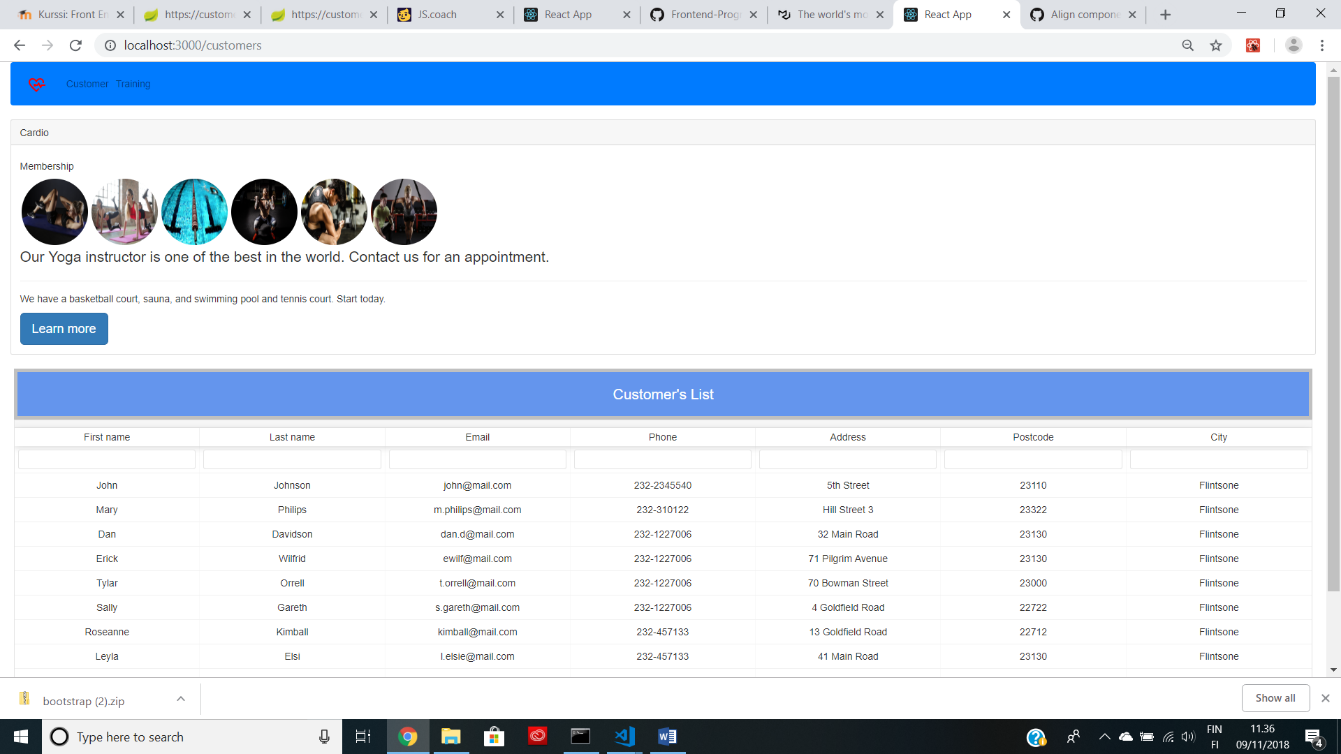 Kurssi: Front En
https://custome
https://custome
JS.coach
React App
Frontend-Prog
The world's mo
React App
Align compone
localhost:3000/customers
Customer Training
Cardio
Membership
Our Yoga instructor is one of the best in the world. Contact us for an appointment.
We have a basketball court, sauna, and swimming pool and tennis court. Start today.
Learn more
Customer's List
First name Last name Email Phone Address Postcode City
John Johnson john@mail.com 232-2345540 5th Street 23110 Flintsone
Mary Philips m.philips@mail.com 232-310122 Hill Street 3 23322 Flintsone
Dan Davidson dan.d@mail.com 232-1227006 32 Main Road 23130 Flintsone
Erick Wilfrid ewilf@mail.com 232-1227006 71 Pilgrim Avenue 23130 Flintsone
Tylar Orrell t.orrell@mail.com 232-1227006 70 Bowman Street 23000 Flintsone
Sally Gareth s.gareth@mail.com 232-1227006 4 Goldfield Road 22722 Flintsone
Roseanne Kimball kimball@mail.com 232-457133 13 Goldfield Road 22712 Flintsone
Leyla Elsi l.elsie@mail.com 232-457133 41 Main Road 23130 Flintsone
bootstrap (2).zip
Show all
Type here to search
FIN
FI
11.36
09/11/2018
4